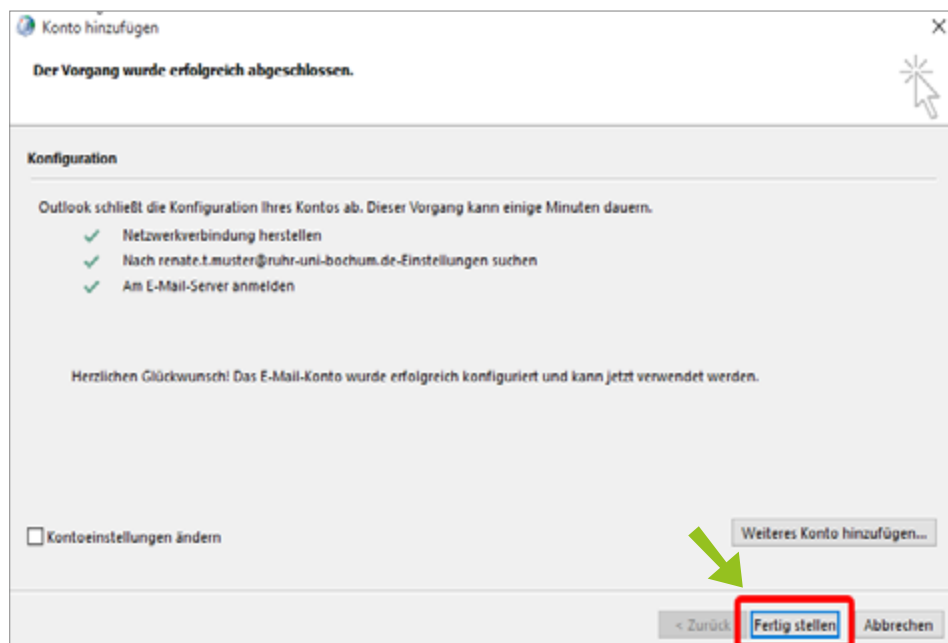 Konto hinzufügen
Der Vorgang wurde erfolgreich abgeschlossen.
Konfiguration
Outlook schließt die Konfiguration Ihres Kontos ab. Dieser Vorgang kann einige Minuten dauern.
Netzwerkverbindung herstellen
Nach renate.t.muster@ruhr-uni-bochum.de-Einstellungen suchen
Am E-Mail-Server anmelden
Herzlichen Glückwunsch! Das E-Mail-Konto wurde erfolgreich konfiguriert und kann jetzt verwendet werden.
Kontoeinstellungen ändern
Weiteres Konto hinzufügen...
< Zurück
Fertig stellen
Abbrechen